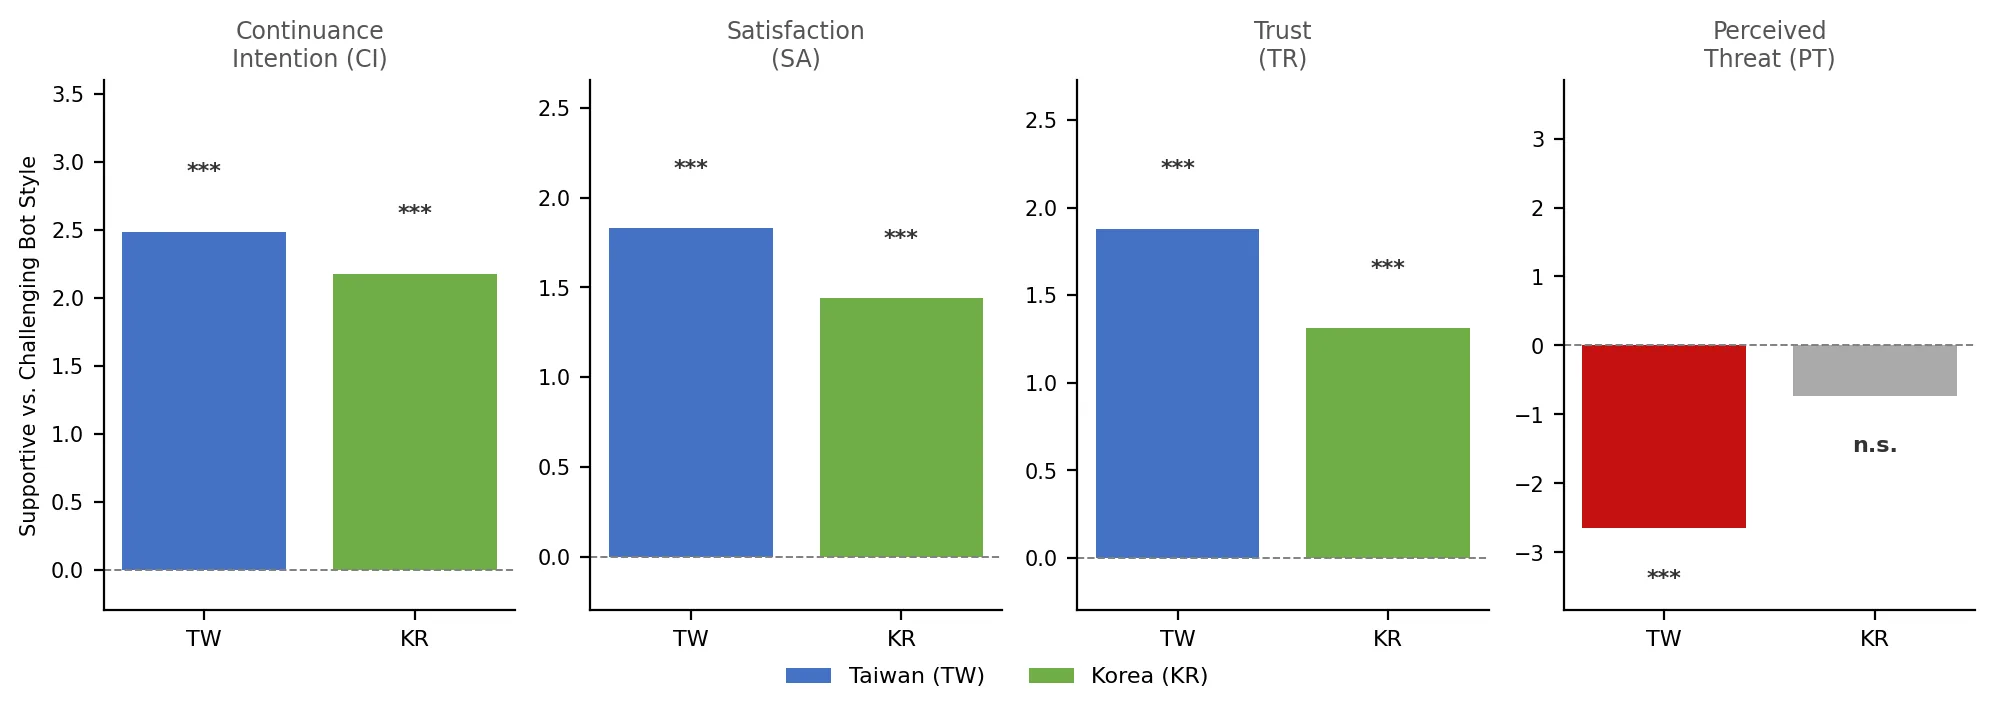 Continuance
Intention (CI)
Satisfaction
(SA)
Trust
(TR)
Perceived
Threat (PT)
Supportive vs. Challenging Bot Style
3.5
3.0
2.5
2.0
1.5
1.0
0.5
0.0
***
***
TW
KR
2.5
2.0
1.5
1.0
0.5
0.0
***
***
TW
KR
2.5
2.0
1.5
1.0
0.5
0.0
***
***
TW
KR
3
2
1
0
−1
−2
−3
***
n.s.
TW
KR
Taiwan (TW)
Korea (KR)